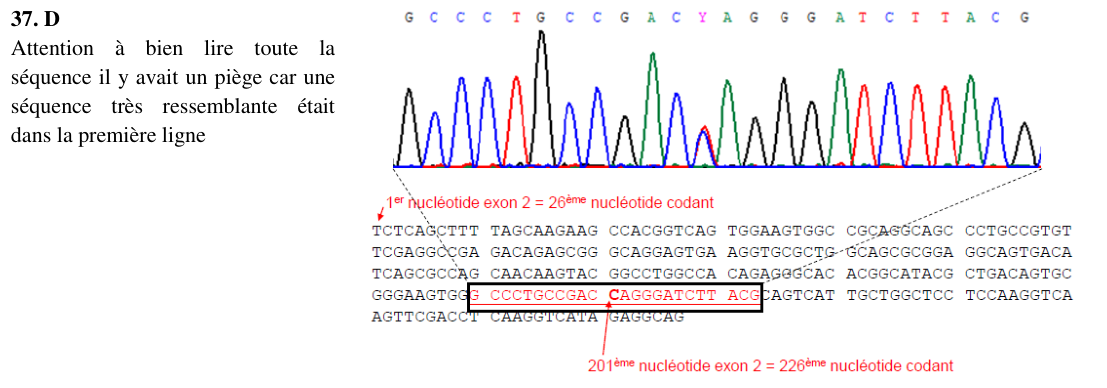 37. D
Attention à bien lire toute la
séquence il y avait un piège car une
séquence très ressemblante était
dans la première ligne
G C C C T G C C G A C Y A G G G A T C T T A C G
1er nucléotide exon 2 = 26ème nucléotide codant
TCTCAGCTTT TAGCAAGAAG CCACGGTCAG TGGAAGTGGC CGCAGGCAGC CCTGCCGTGT
TCGAGGCCGA GACAGAGCGG GCAGGAGTGA AGGTGCGCTG GCAGCGCGGA GGCAGTGACA
TCAGCGCCAG CAACAAGTAC GGCCTGGCCA CAGAGGGCAC ACGGCATACG CTGACAGTGC
GGGAAGTGGG CCCTGCCGAC CAGGGATCTT ACGCAGTCAT TGCTGGCTCC TCCAAGGTCA
AGTTCGACCT CAAGGTCATA GAGGCAG
201ème nucléotide exon 2 = 226ème nucléotide codant